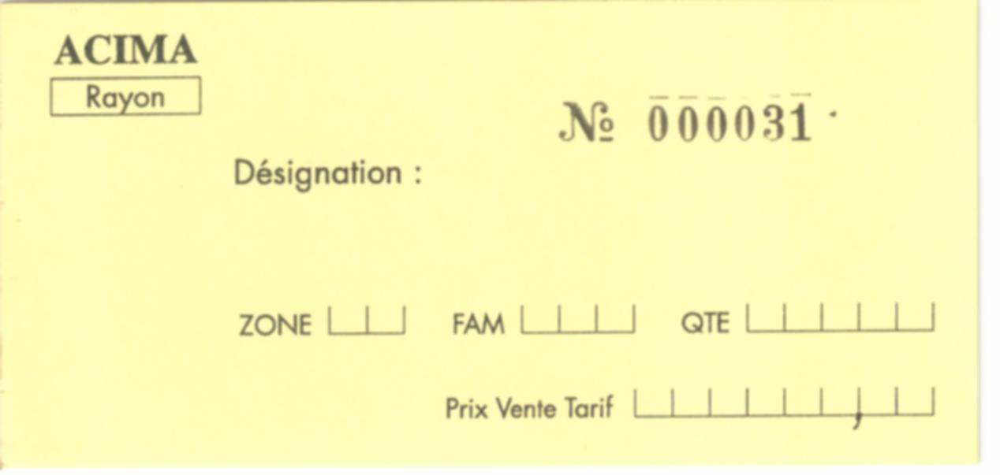 ACIMA
Rayon
№ 000031
Désignation :
ZONE FAM QTE
Prix Vente Tarif ,